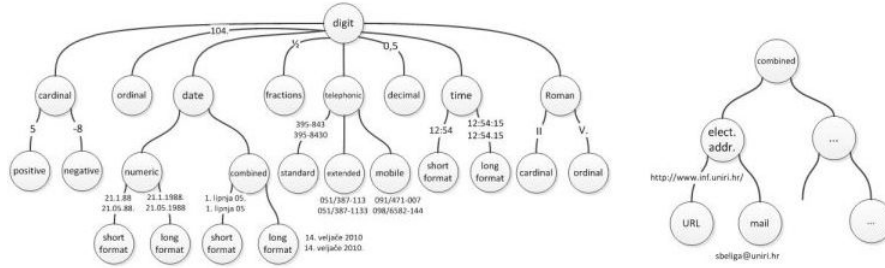 digit
104.
½
0,5
combined
cardinal
ordinal
date
fractions
telephonic
decimal
time
Roman
5
-8
395-843
395-8430
12:54
12:54:15
12:54.15
II
V.
elect.
addr.
...
positive
negative
numeric
combined
standard
extended
mobile
short
format
long
format
cardinal
ordinal
http://www.inf.uniri.hr/
21.1.88
21.05.88.
21.1.1988.
21.05.1988
1. lipnja 05.
1. lipnja 05
051/387-113
051/387-1133
091/471-007
098/6582-144
URL
mail
...
short
format
long
format
short
format
long
format
14. veljače 2010
14. veljače 2010.
sbeliga@uniri.hr